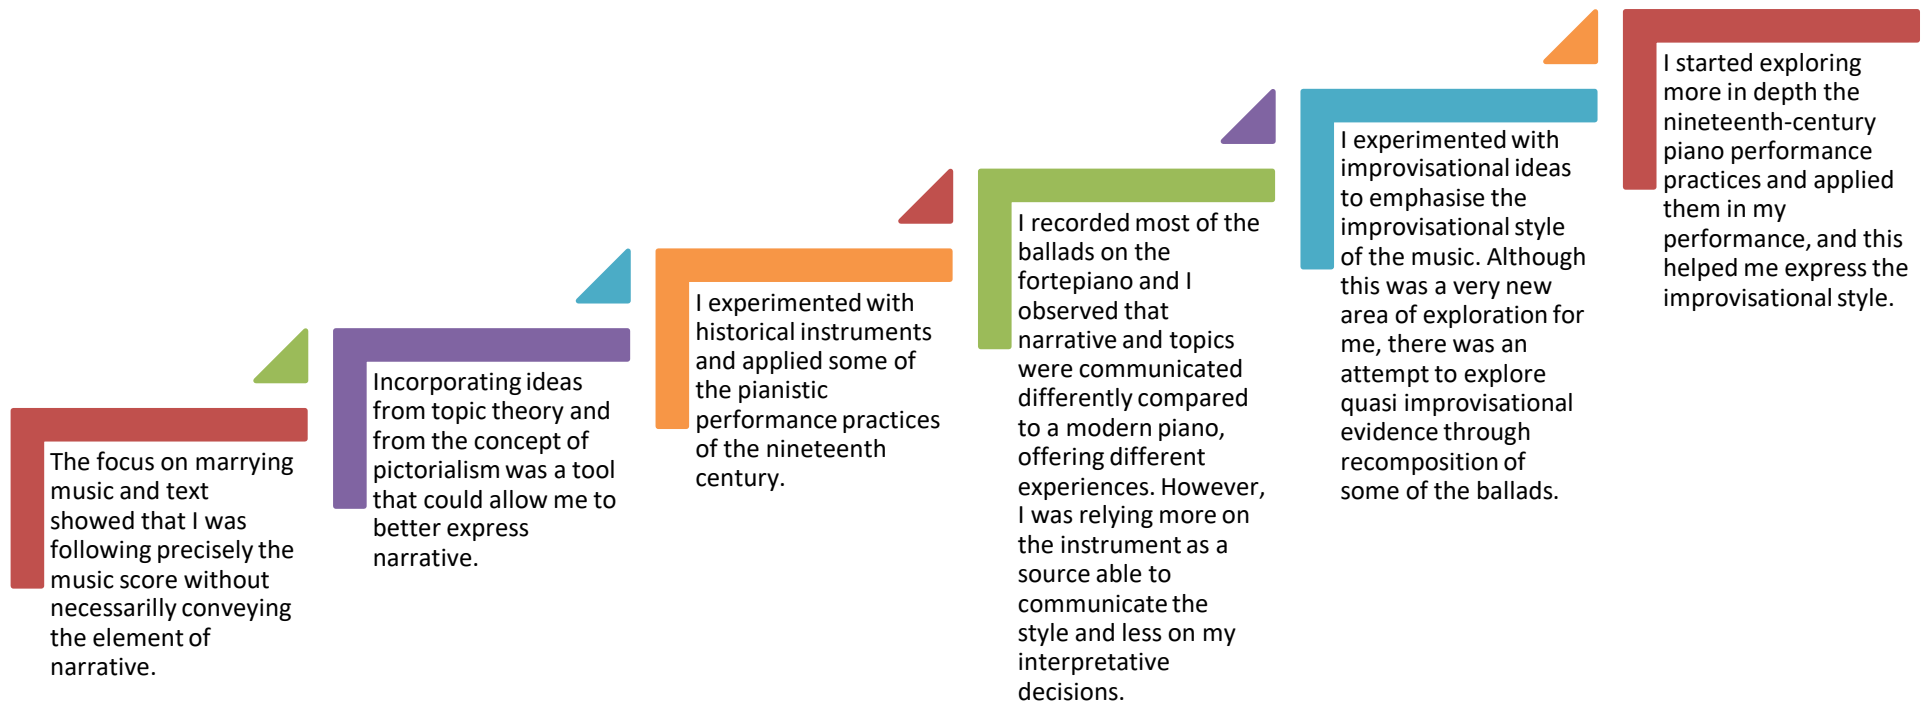 The focus on marrying
music and text
showed that I was
following precisely the
music score without
necessarilly conveying
the element of
narrative.
Incorporating ideas
from topic theory and
from the concept of
pictorialism was a tool
that could allow me to
better express
narrative.
I experimented with
historical instruments
and applied some of
the pianistic
performance practices
of the nineteenth
century.
I recorded most of the
ballads on the
fortepiano and I
observed that
narrative and topics
were communicated
differently compared
to a modern piano,
offering different
experiences. However,
I was relying more on
the instrument as a
source able to
communicate the
style and less on my
interpretative
decisions.
I experimented with
improvisational ideas
to emphasise the
improvisational style
of the music. Although
this was a very new
area of exploration for
me, there was an
attempt to explore
quasi improvisational
evidence through
recomposition of
some of the ballads.
I started exploring
more in depth the
nineteenth-century
piano performance
practices and applied
them in my
performance, and this
helped me express the
improvisational style.